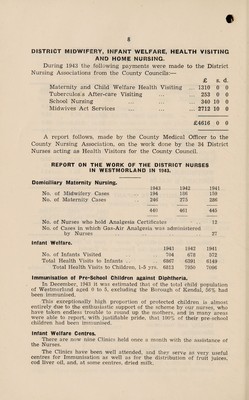 8
DISTRICT MIDWIFERY, INFANT WELFARE, HEALTH VISITING
AND HOME NURSING.
During 1943 the following payments were made to the District
Nursing Associations from the County Councils:—
£ s. d.
Maternity and Child Welfare Health Visiting ... 1310 0 0
Tuberculosis After-care Visiting ... ... 253 0 0
School Nursing ... ... ... 340 10 0
Midwives Act Services ... ... ... 2712 10 0
£4616 0 0
A report follows, made by the County Medical Officer to the
County Nursing Association, on the work done by the 34 District
Nurses acting as Health Visitors for the County Council.
REPORT ON THE WORK OF THE DISTRICT NURSES
IN WESTMORLAND IN 1943.
Domiciliary Maternity Nursing.
1943 1942 1941
No. of Midwifery Cases 194 136 159
No. of Maternity Cases 246 275 286
440 461 445
No. of Nurses who hold Analgesia Certificates
No. of Cases in which Gas-Air Analgesia was administered
by Nurses 57
Infant Welfare.
1943 1942 1941
No. of Infants Visited 704 678 572
Total Health Visits to Infants 6567 6391 6149
Total Health Visits to Children, 1-5 yrs. 6913 7050 7006
Immunisation of Pre-School Children against Diphtheria.
In December, 1943 it was estimated that of the total child population
of Westmorland aged 0 to 5, excluding the Borough of Kendal, 56% had
been immunised.
This exceptionally high proportion of protected children is almost
entirely due to the enthusiastic support of the scheme by our nurses, who
have taken endless trouble to round up the mothers, and in many areas
were able to report, with justifiable pride, that 100% of their pre-school
children had been immunised.
Infant Welfare Centres.
There are now nine Clinics held once a month with the assistance of
the Nurses.
The Clinics have been well attended, and they serve as very useful
centres for Immunisation as well as for the distribution of fruit juices,
cod liver oil, and, at some centres, dried milk.